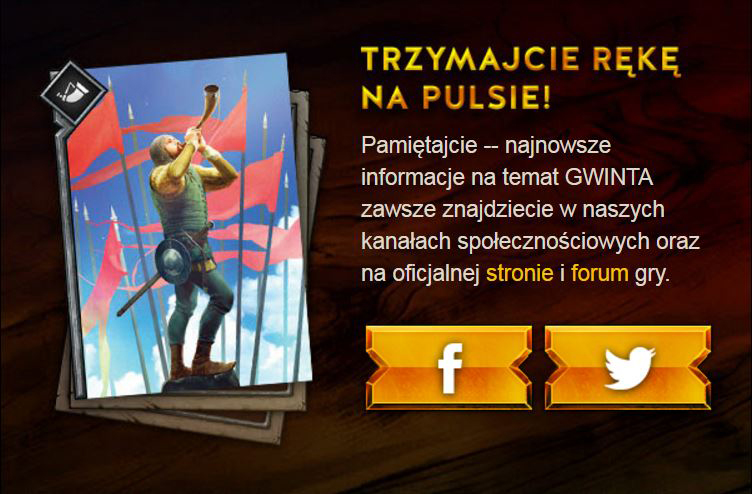 TRZYMAJCIE RĘKĘ
NA PULSIE!
Pamiętajcie -- najnowsze
informacje na temat GWINTA
zawsze znajdziecie w naszych
kanałach społecznościowych oraz
na oficjalnej stronie i forum gry.